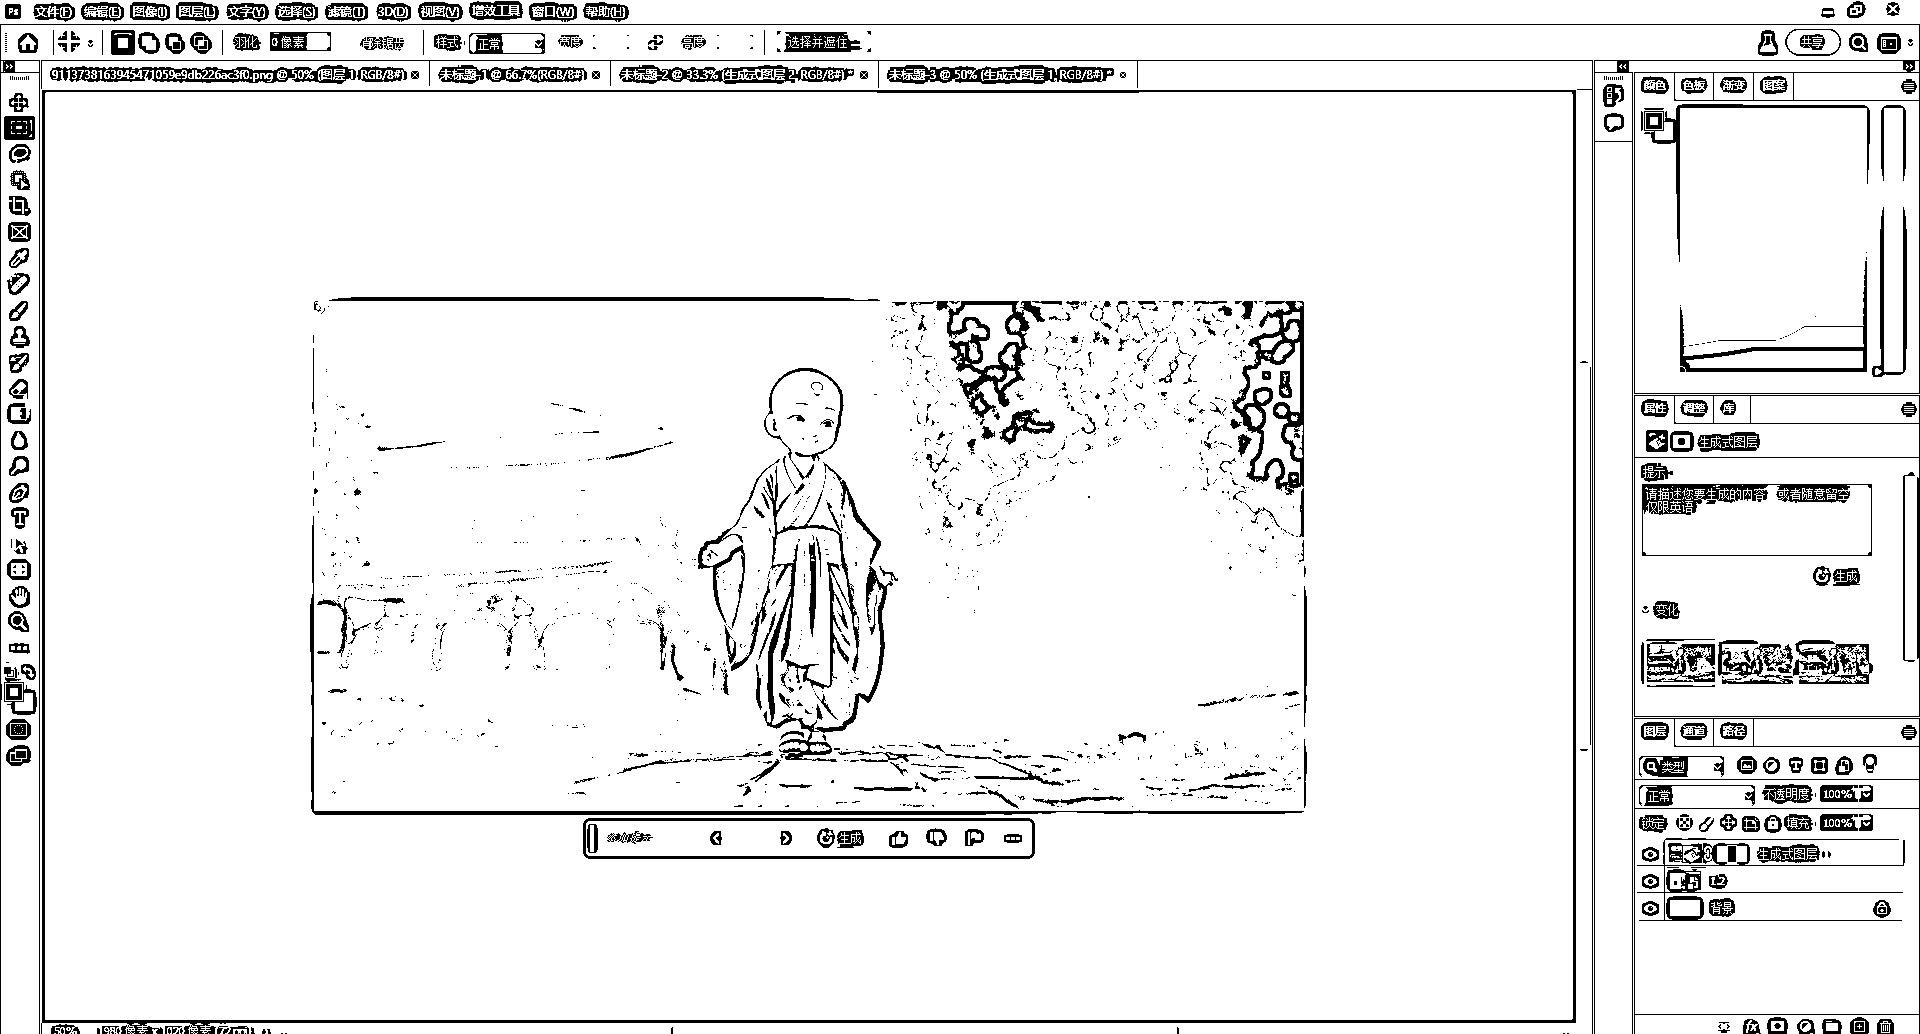 Ps 文件(F) 编辑(E) 图像(I) 图层(L) 文字(Y) 选择(S) 滤镜(T) 3D(D) 视图(V) 增效工具 窗口(W) 帮助(H)
羽化: 0 像素 消除锯齿 样式: 正常 宽度: 高度: 选择并遮住... 共享
9113738163945471059e9db226ac3f0.png @ 50% (图层 1, RGB/8#) × 未标题-1 @ 66.7%(RGB/8#) × 未标题-2 @ 33.3% (生成式图层 2, RGB/8#) * × 未标题-3 @ 50% (生成式图层 1, RGB/8#) * ×
颜色 色板 渐变 图案
属性 调整 库
生成式图层
提示:
请描述您要生成的内容 或者随意留空
仅限英语
生成
变化
生成
图层 通道 路径
类型
正常 不透明度: 100%
锁定: 填充: 100%
生成式图层
12
背景
50%
fx